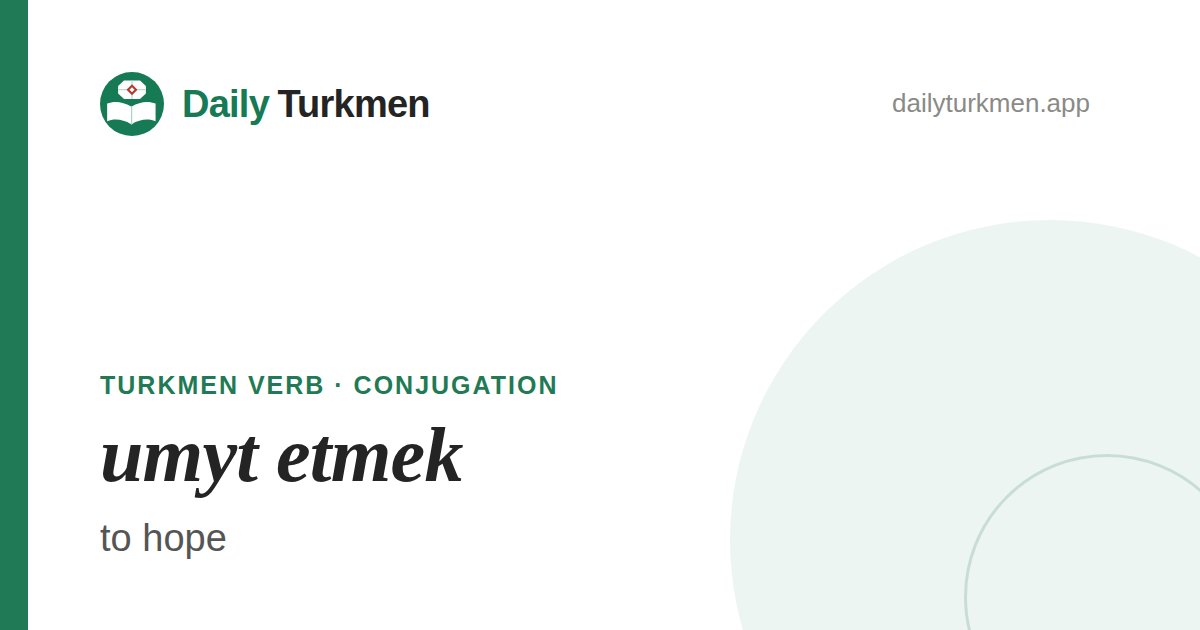 Daily Turkmen
dailyturkmen.app
TURKMEN VERB · CONJUGATION
umyt etmek
to hope